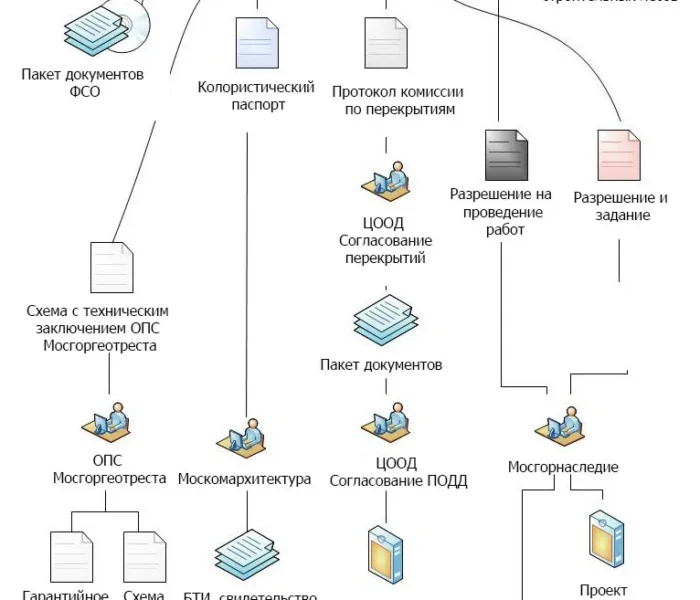 Пакет документов
ФСО
Колористический
паспорт
Протокол комиссии
по перекрытиям
Разрешение на
проведение
работ
Разрешение и
задание
ЦООД
Согласование
перекрытий
Схема с техническим
заключением ОПС
Мосгоргеотреста
Пакет документов
ОПС
Мосгоргеотреста
Москомархитектура
ЦООД
Согласование ПОДД
Мосгорнаследие
Гарантийное
Схема
БТИ, свидетельство
Проект